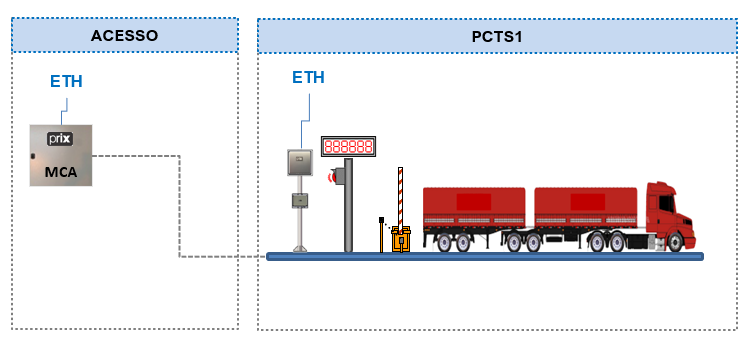 ACESSO
PCTS1
ETH
ETH
prix
MCA
888888